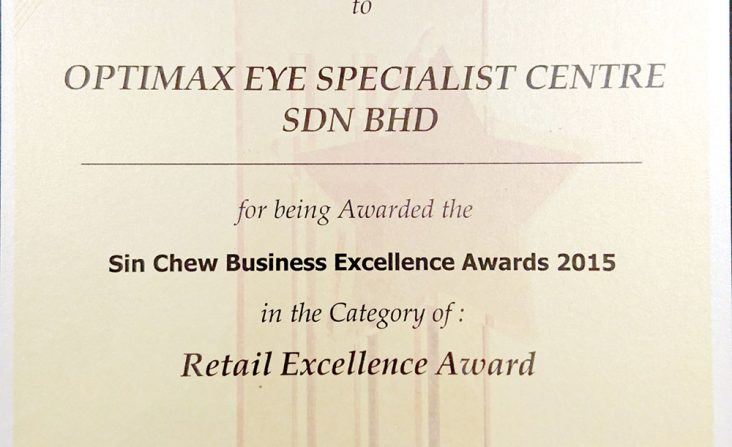 to
OPTIMAX EYE SPECIALIST CENTRE
SDN BHD
for being Awarded the
Sin Chew Business Excellence Awards 2015
in the Category of :
Retail Excellence Award